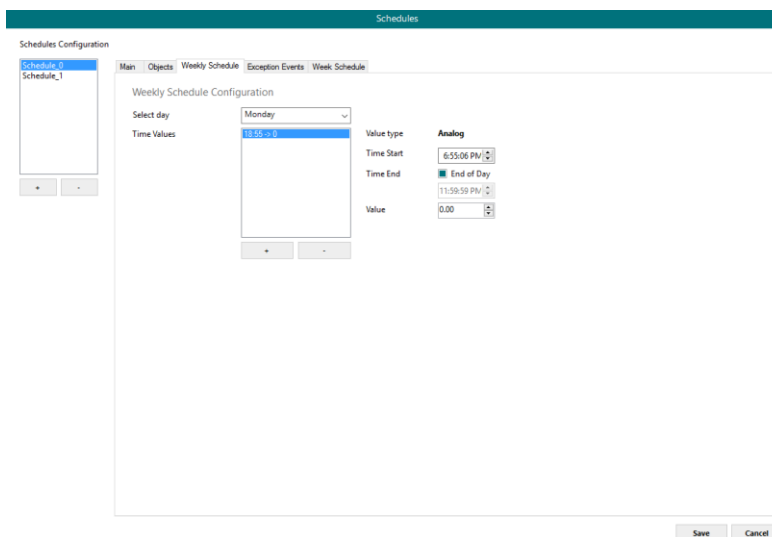 Schedules
Schedules Configuration
Schedule_0
Schedule_1
+ -
Main Objects Weekly Schedule Exception Events Week Schedule
Weekly Schedule Configuration
Select day Monday
Time Values 18:55 -> 0
Value type Analog
Time Start 6:55:06 PM
Time End End of Day
11:59:59 PM
Value 0.00
+ -
Save Cancel